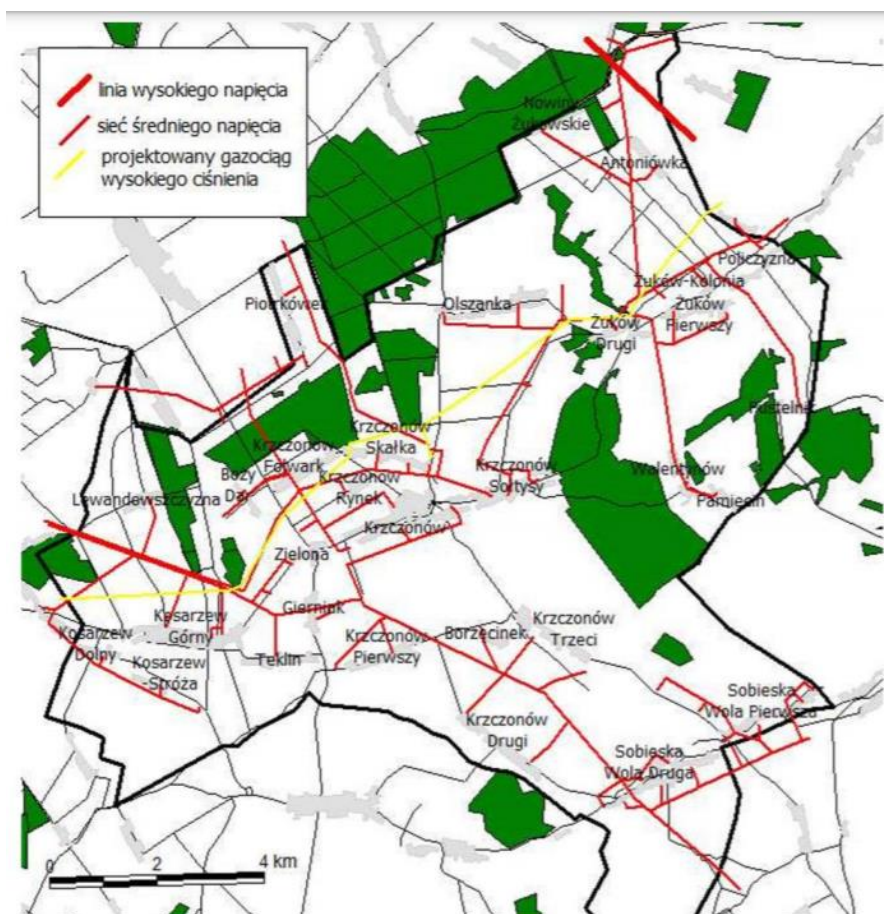 linia wysokiego napięcia
sieć średniego napięcia
projektowany gazociąg
wysokiego ciśnienia
Nowiny
Żukowskie
Antoniówka
Policzyzna
Żuków-Kolonia
Piotrkówek
Olszanka
Żuków
Pierwszy
Żuków
Drugi
Pustelnik
Krzczonów
Skałka
Krzczonów
Folwark
Boży
Dar
Krzczonów
Rynek
Krzczonów
Sołtysy
Walentynów
Pamięcin
Lewandowszczyzna
Krzczonów
Zielona
Gierniak
Kosarzew
Górny
Krzczonów
Pierwszy
Borzęcinek
Krzczonów
Trzeci
Kosarzew
Dolny
Teklin
Kosarzew
-Stróża
Sobieska
Wola Pierwsza
Krzczonów
Drugi
Sobieska
Wola Druga
0 2 4 km